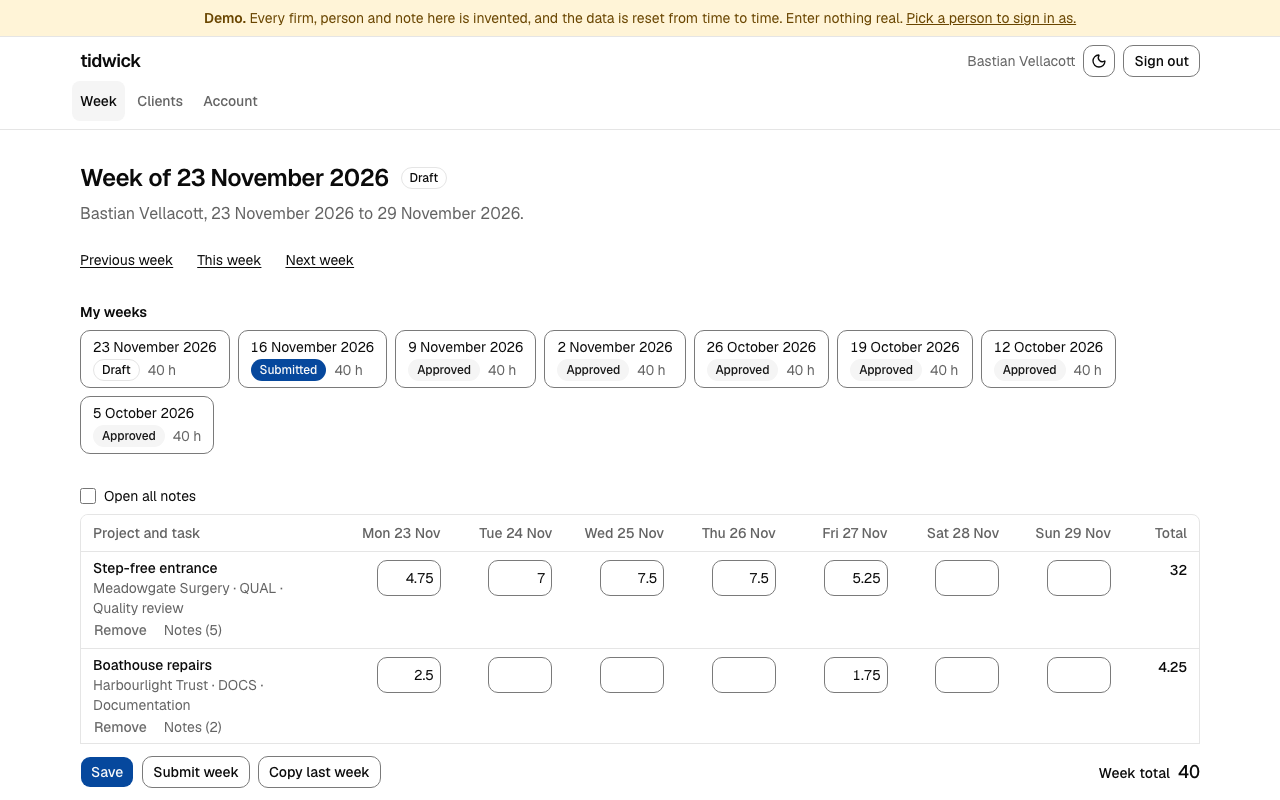 Demo. Every firm, person and note here is invented, and the data is reset from time to time. Enter nothing real. Pick a person to sign in as.
tidwick
Bastian Vellacott
Sign out
Week Clients Account
Week of 23 November 2026 Draft
Bastian Vellacott, 23 November 2026 to 29 November 2026.
Previous week This week Next week
My weeks
23 November 2026
Draft 40 h
16 November 2026
Submitted 40 h
9 November 2026
Approved 40 h
2 November 2026
Approved 40 h
26 October 2026
Approved 40 h
19 October 2026
Approved 40 h
12 October 2026
Approved 40 h
5 October 2026
Approved 40 h
Open all notes
Project and task Mon 23 Nov Tue 24 Nov Wed 25 Nov Thu 26 Nov Fri 27 Nov Sat 28 Nov Sun 29 Nov Total
Step-free entrance
Meadowgate Surgery · QUAL ·
Quality review
Remove Notes (5)
4.75 7 7.5 7.5 5.25 32
Boathouse repairs
Harbourlight Trust · DOCS ·
Documentation
Remove Notes (2)
2.5 1.75 4.25
Save Submit week Copy last week Week total 40